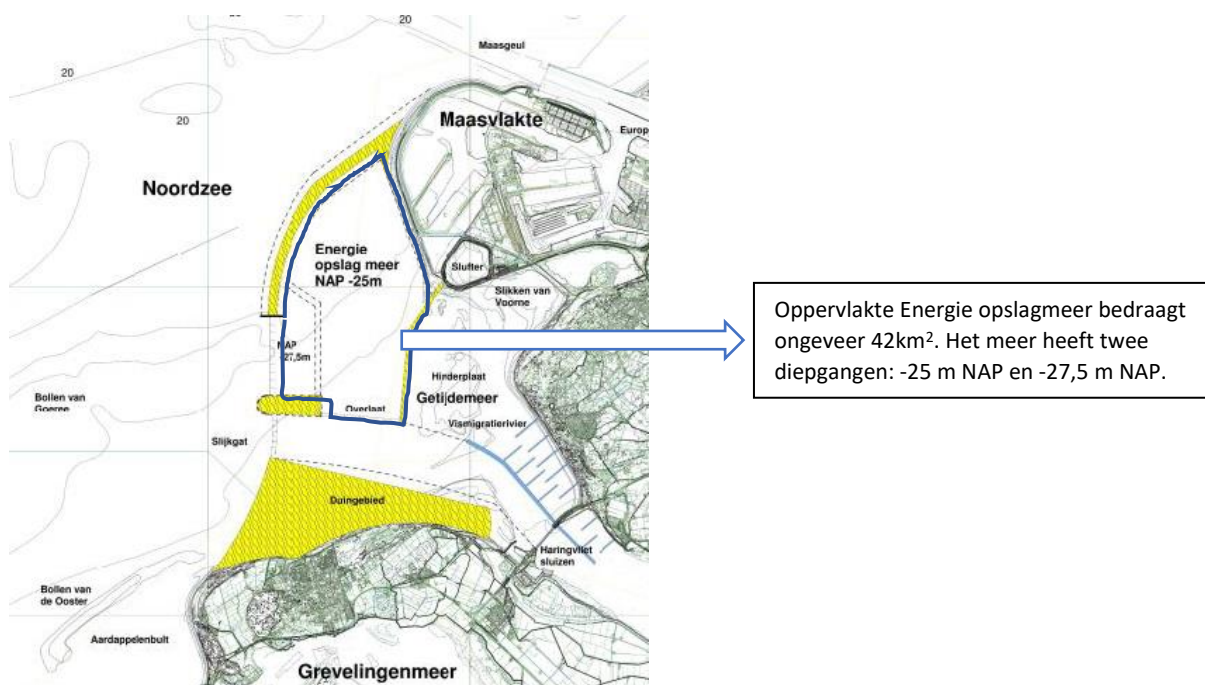 20
20
Maasgeul
20
20
Maasvlakte
Europ
Noordzee
Energie
opslag meer
NAP -25m
Slufter
Slikken van
Voorne
NAP
-27,5m
Oppervlakte Energie opslagmeer bedraagt
ongeveer 42km². Het meer heeft twee
diepgangen: -25 m NAP en -27,5 m NAP.
Hinderplaat
Bollen van
Goeree
Overlaat
Getijdemeer
Vismigratierivier
Slijkgat
Duingebied
Haringvliet
sluizen
Bollen van
de Ooster
Aardappelenbult
Grevelingenmeer